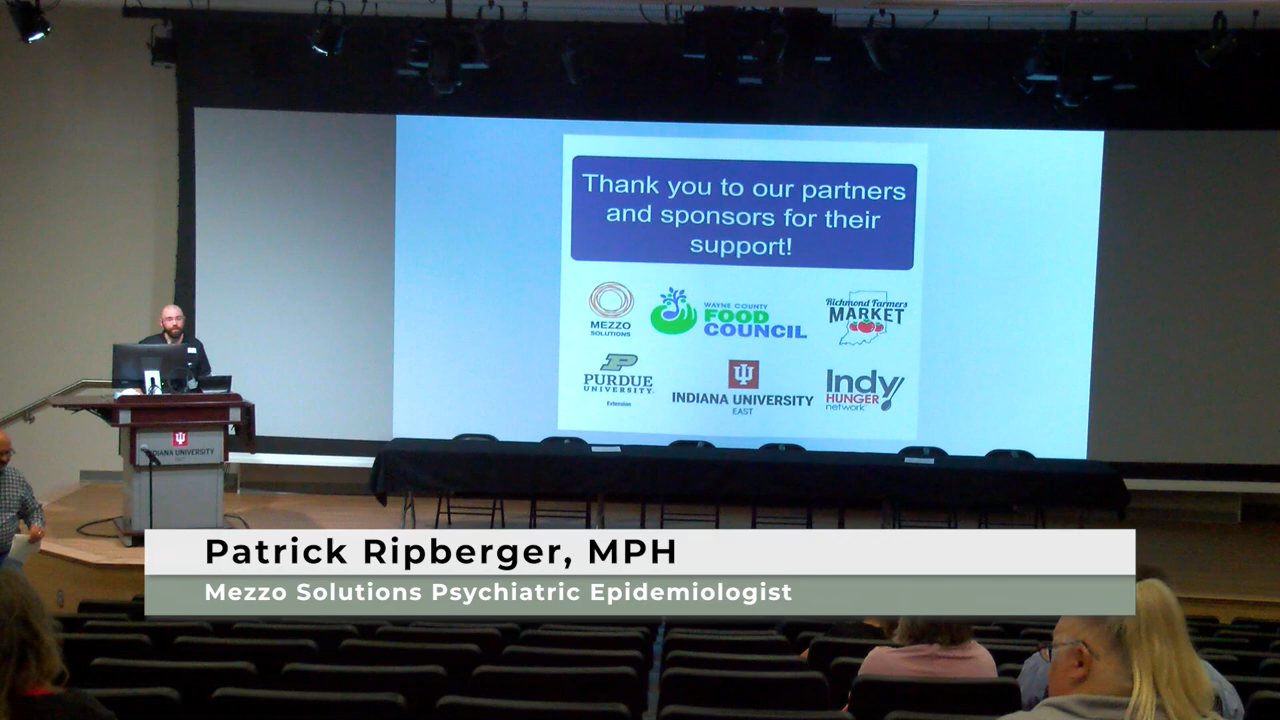 Thank you to our partners
and sponsors for their
support!
MEZZO
SOLUTIONS
WAYNE COUNTY
FOOD
COUNCIL
Richmond Farmers
MARKET
PURDUE
UNIVERSITY
Extension
INDIANA UNIVERSITY
EAST
Indy
HUNGER
network
INDIANA UNIVERSITY
Patrick Ripberger, MPH
Mezzo Solutions Psychiatric Epidemiologist